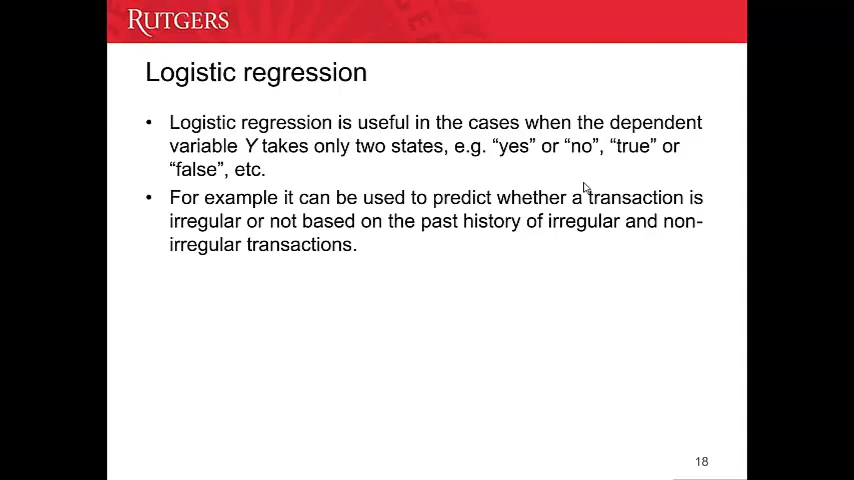 RUTGERS
Logistic regression
• Logistic regression is useful in the cases when the dependent
variable Y takes only two states, e.g. “yes” or “no”, “true” or
“false”, etc.
• For example it can be used to predict whether a transaction is
irregular or not based on the past history of irregular and non-
irregular transactions.
18